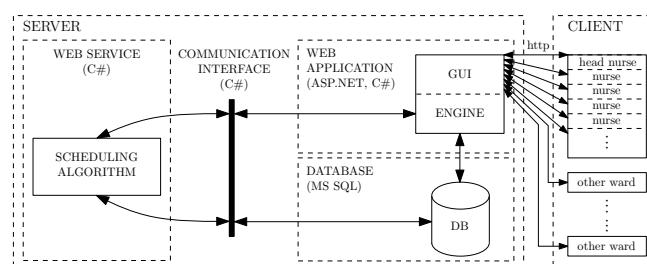 SERVER
CLIENT
WEB SERVICE
(C#)
COMMUNICATION
INTERFACE
(C#)
WEB
APPLICATION
(ASP.NET, C#)
GUI
ENGINE
http
head nurse
nurse
nurse
nurse
nurse
SCHEDULING
ALGORITHM
DATABASE
(MS SQL)
DB
other ward
other ward